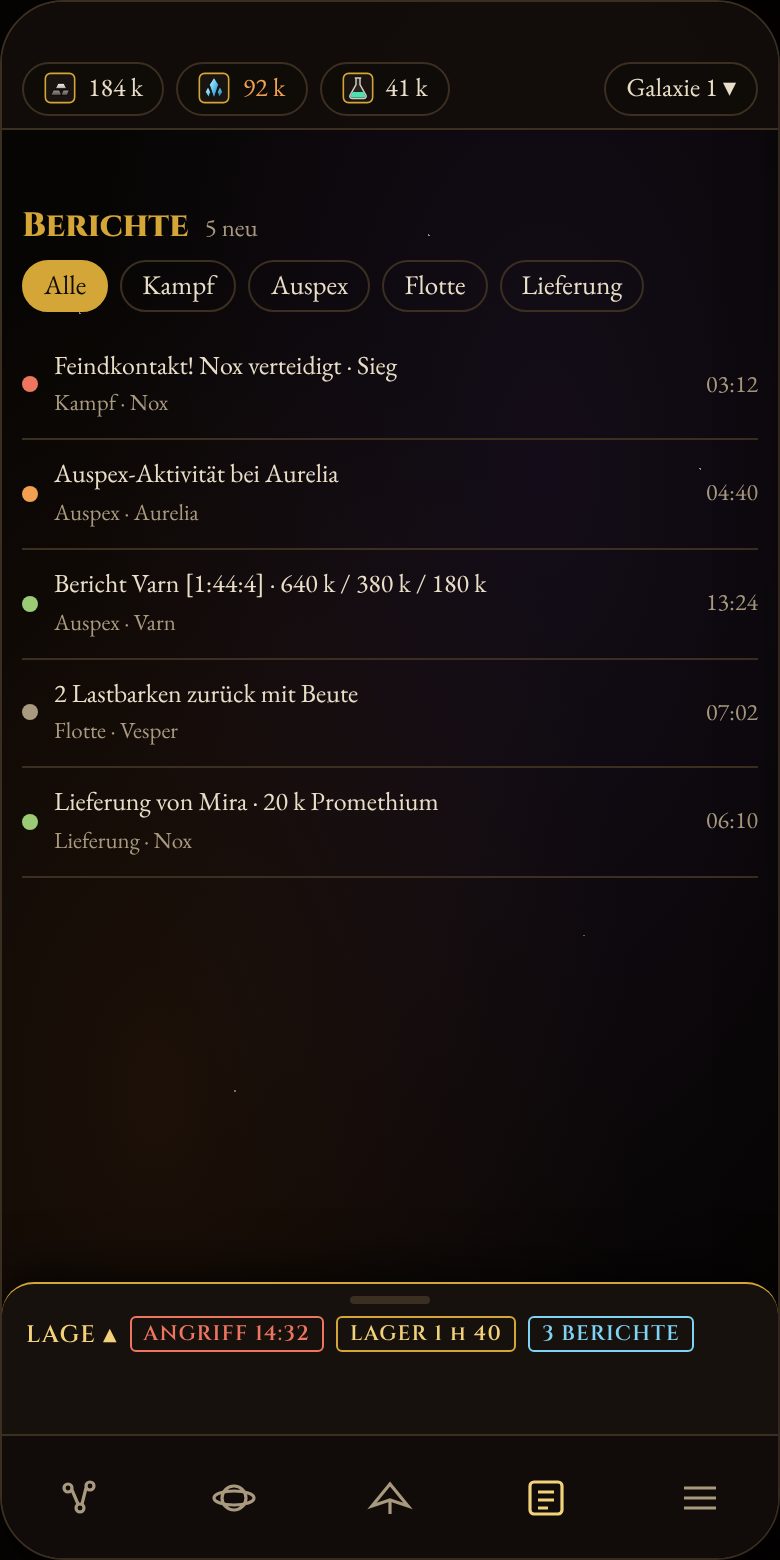 184 k 92 k 41 k Galaxie 1 ▼
Berichte 5 neu
Alle Kampf Auspex Flotte Lieferung
Feindkontakt! Nox verteidigt · Sieg
Kampf · Nox
03:12
Auspex-Aktivität bei Aurelia
Auspex · Aurelia
04:40
Bericht Varn [1:44:4] · 640 k / 380 k / 180 k
Auspex · Varn
13:24
2 Lastbarken zurück mit Beute
Flotte · Vesper
07:02
Lieferung von Mira · 20 k Promethium
Lieferung · Nox
06:10
LAGE ▲ ANGRIFF 14:32 LAGER 1 H 40 3 BERICHTE